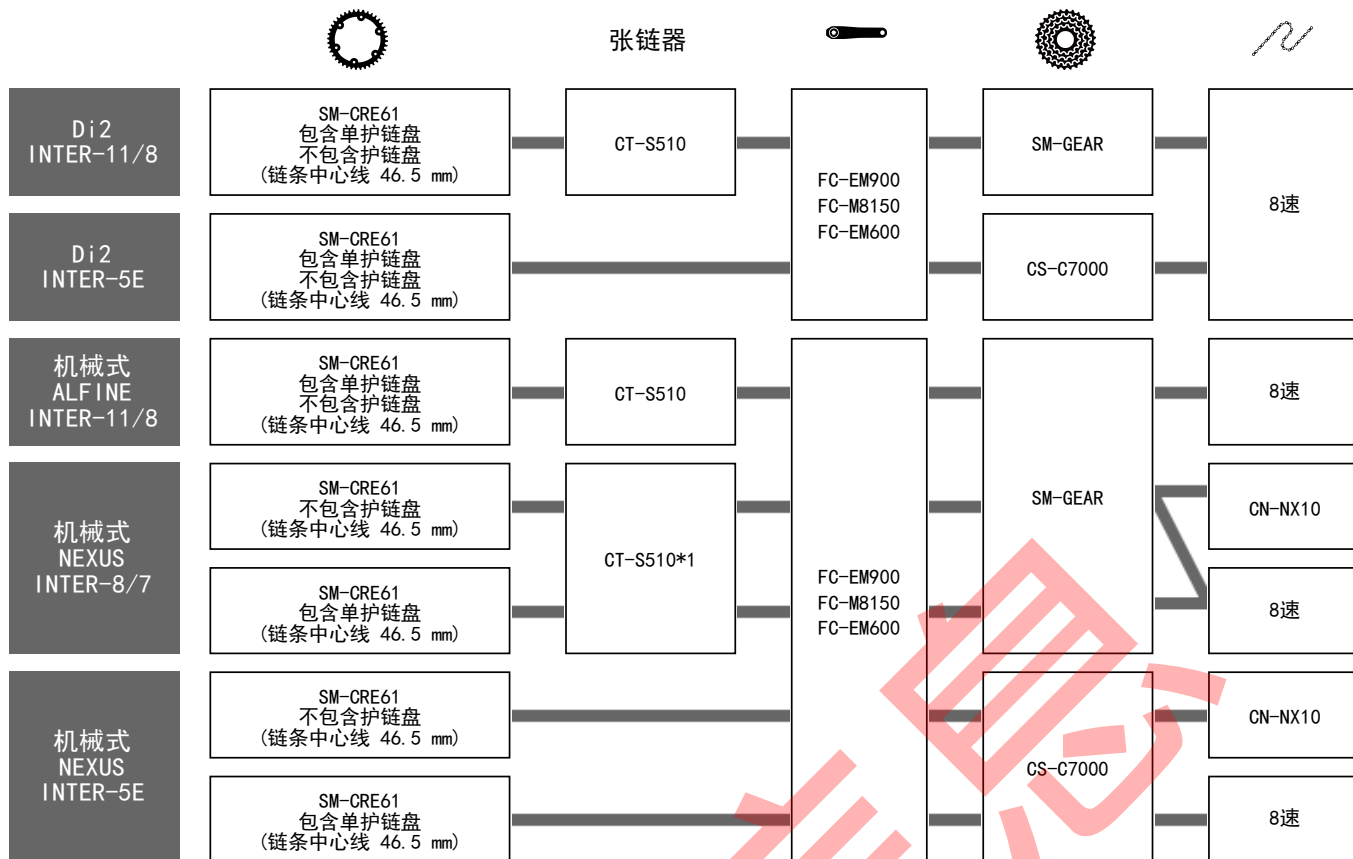 张链器
Di2
INTER-11/8
SM-CRE61
包含单护链盘
不包含护链盘
(链条中心线 46.5 mm)
CT-S510
FC-EM900
FC-M8150
FC-EM600
SM-GEAR
8速
Di2
INTER-5E
SM-CRE61
包含单护链盘
不包含护链盘
(链条中心线 46.5 mm)
CS-C7000
机械式
ALFINE
INTER-11/8
SM-CRE61
包含单护链盘
不包含护链盘
(链条中心线 46.5 mm)
CT-S510
FC-EM900
FC-M8150
FC-EM600
SM-GEAR
8速
机械式
NEXUS
INTER-8/7
SM-CRE61
不包含护链盘
(链条中心线 46.5 mm)
CT-S510*1
CN-NX10
SM-CRE61
包含单护链盘
(链条中心线 46.5 mm)
8速
机械式
NEXUS
INTER-5E
SM-CRE61
不包含护链盘
(链条中心线 46.5 mm)
CS-C7000
CN-NX10
SM-CRE61
包含单护链盘
(链条中心线 46.5 mm)
8速
息